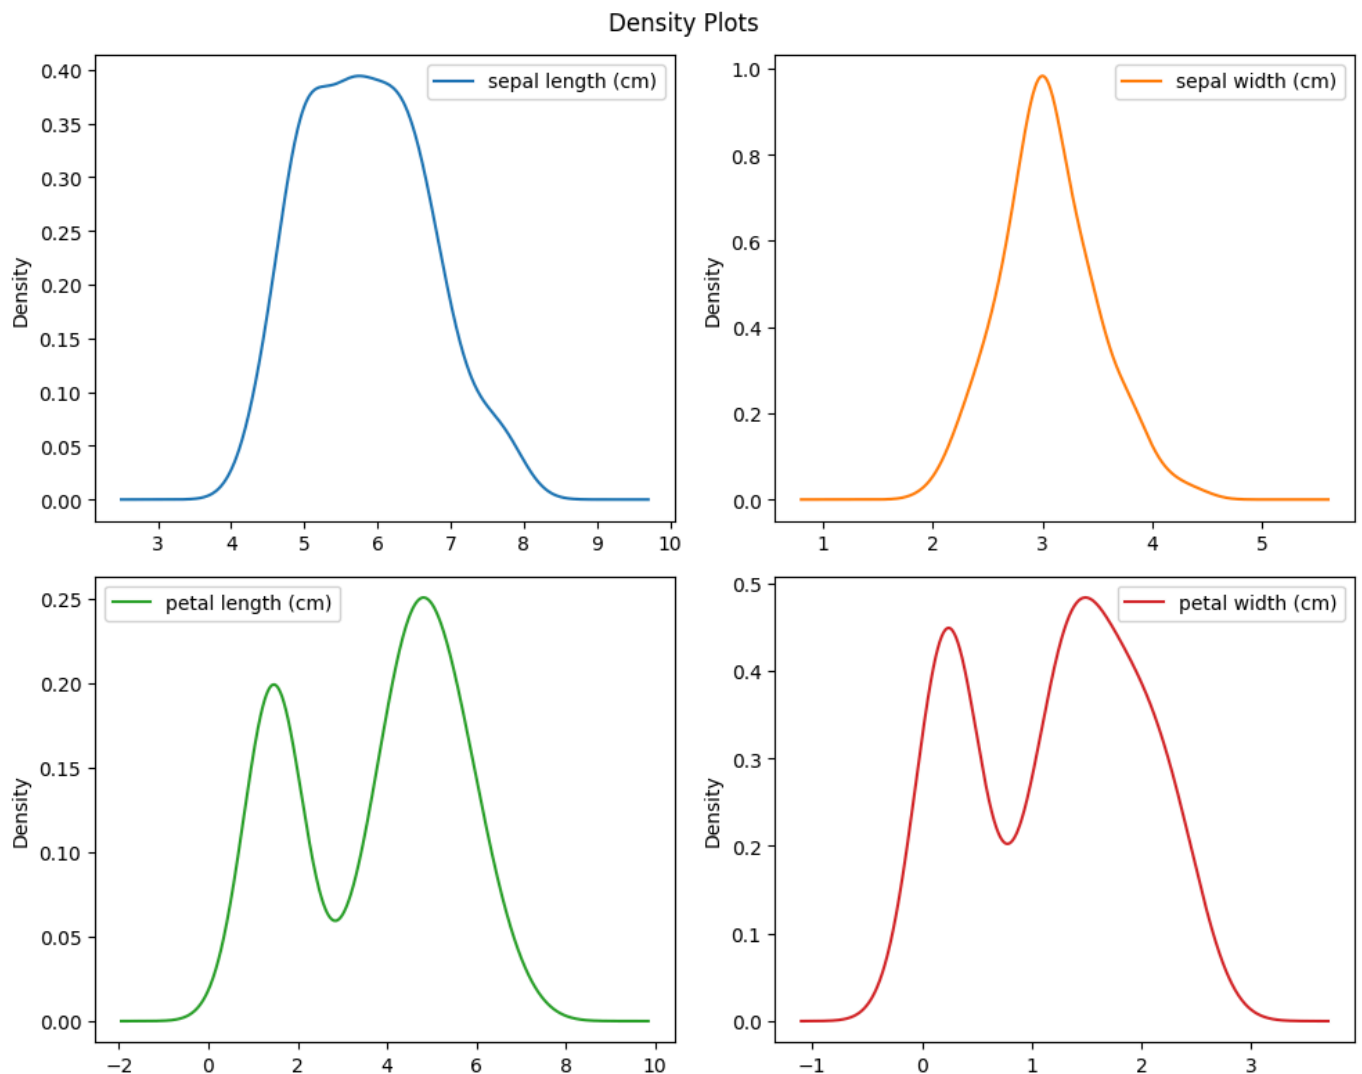 Density Plots
sepal length (cm)
0.40
0.35
0.30
0.25
0.20
0.15
0.10
0.05
0.00
Density
3 4 5 6 7 8 9 10
sepal width (cm)
1.0
0.8
0.6
0.4
0.2
0.0
Density
1 2 3 4 5
petal length (cm)
0.25
0.20
0.15
0.10
0.05
0.00
Density
−2 0 2 4 6 8 10
petal width (cm)
0.5
0.4
0.3
0.2
0.1
0.0
Density
−1 0 1 2 3